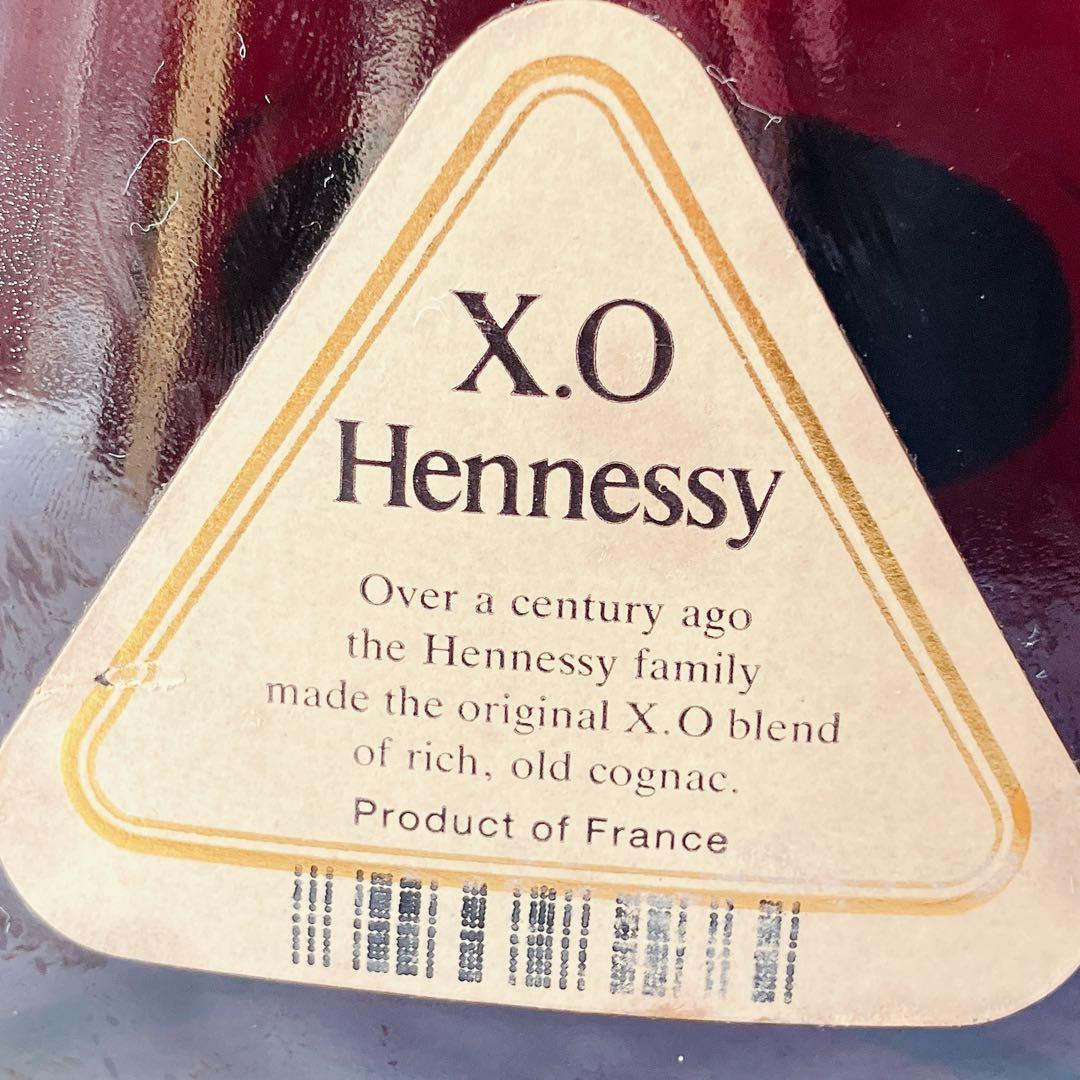 X.O
Hennessy
Over a century ago
the Hennessy family
made the original X.O blend
of rich, old cognac.
Product of France